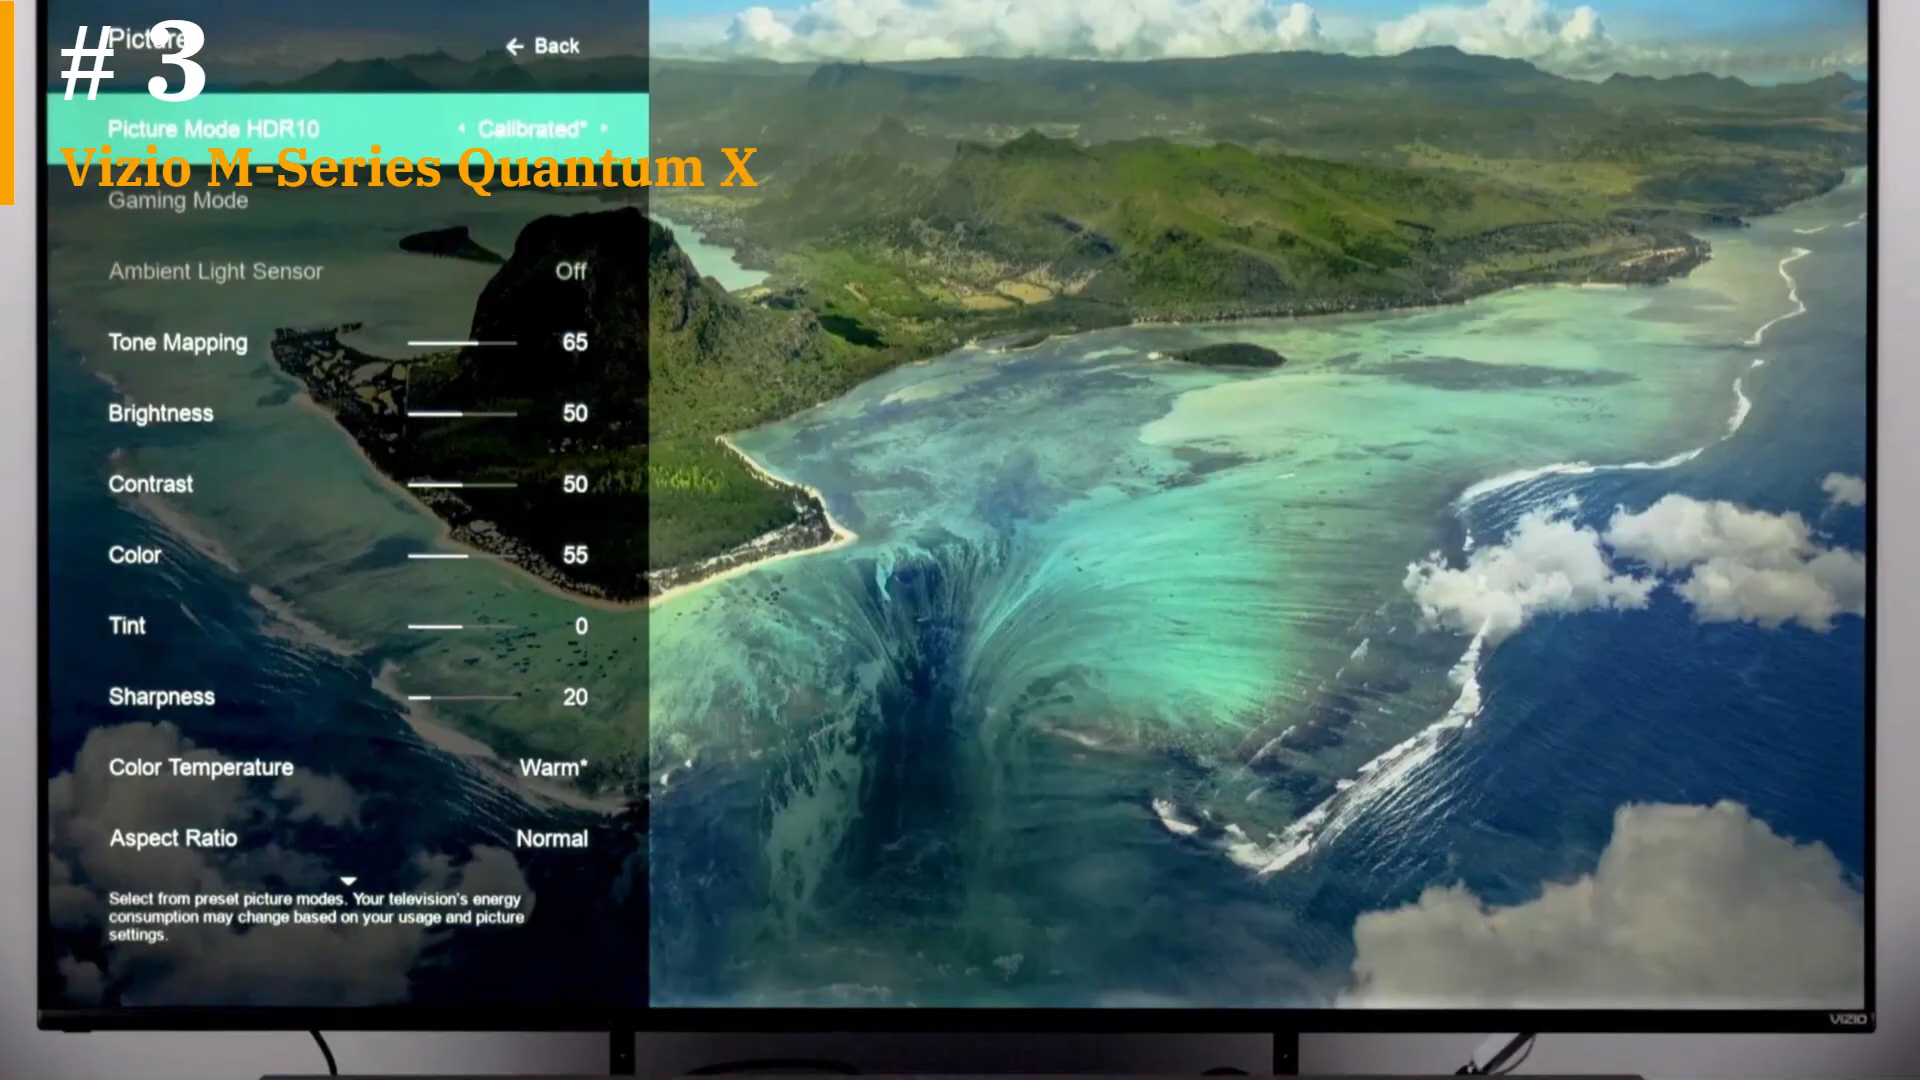 # 3
Picture
← Back
Picture Mode HDR10 Calibrated*
Vizio M-Series Quantum X
Gaming Mode
Ambient Light Sensor Off
Tone Mapping 65
Brightness 50
Contrast 50
Color 55
Tint 0
Sharpness 20
Color Temperature Warm*
Aspect Ratio Normal
Select from preset picture modes. Your television's energy
consumption may change based on your usage and picture
settings.
VIZIO